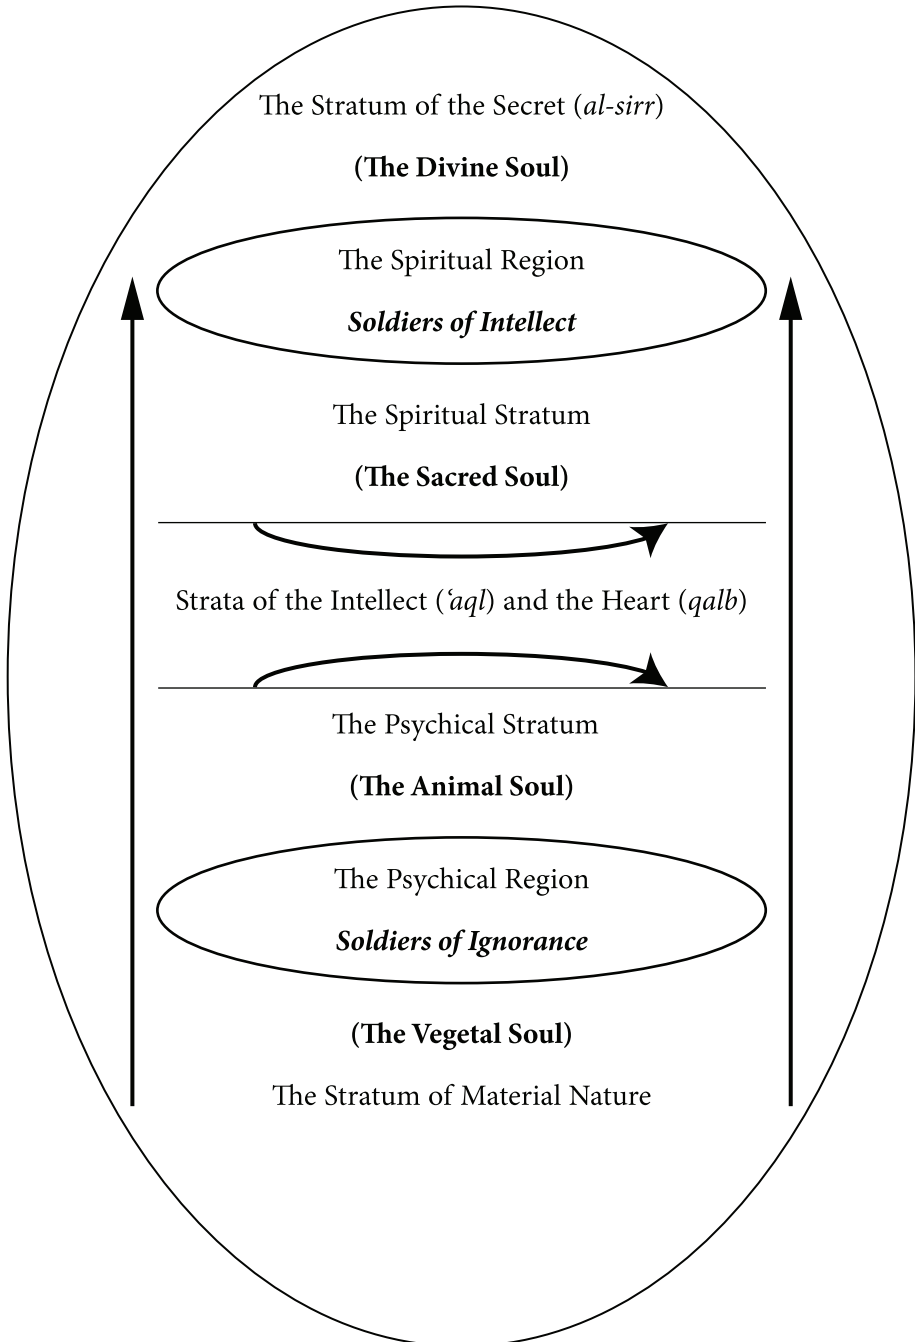 The Stratum of the Secret (al-sirr)
(The Divine Soul)
The Spiritual Region
Soldiers of Intellect
The Spiritual Stratum
(The Sacred Soul)
Strata of the Intellect (‘aql) and the Heart (qalb)
The Psychical Stratum
(The Animal Soul)
The Psychical Region
Soldiers of Ignorance
(The Vegetal Soul)
The Stratum of Material Nature